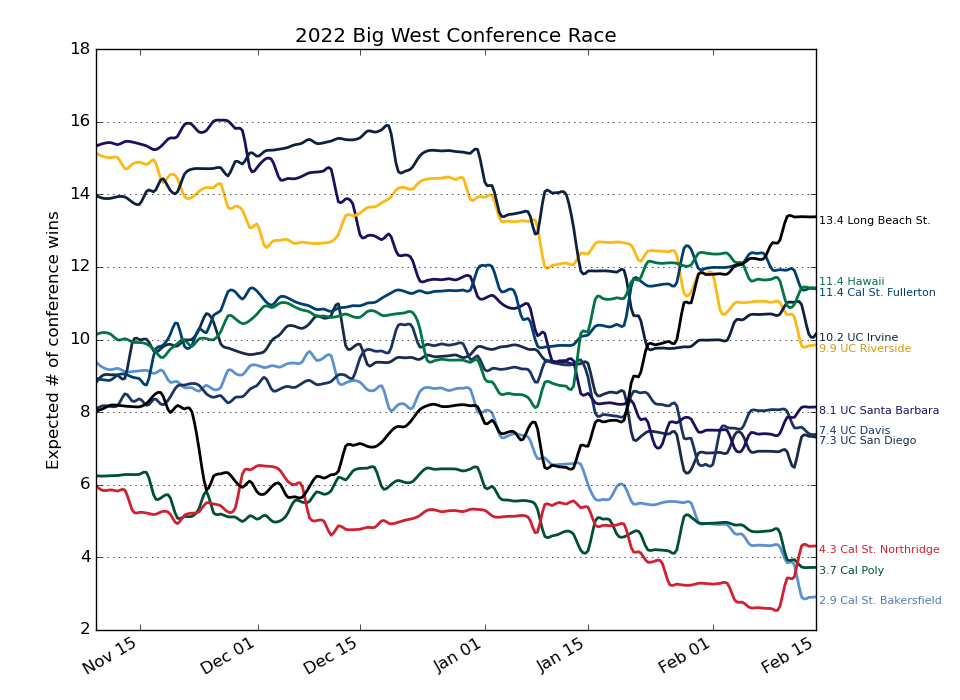 2022 Big West Conference Race
Expected # of conference wins
18
16
14
12
10
8
6
4
2
Nov 15
Dec 01
Dec 15
Jan 01
Jan 15
Feb 01
Feb 15
13.4 Long Beach St.
11.4 Hawaii
11.4 Cal St. Fullerton
10.2 UC Irvine
9.9 UC Riverside
8.1 UC Santa Barbara
7.4 UC Davis
7.3 UC San Diego
4.3 Cal St. Northridge
3.7 Cal Poly
2.9 Cal St. Bakersfield